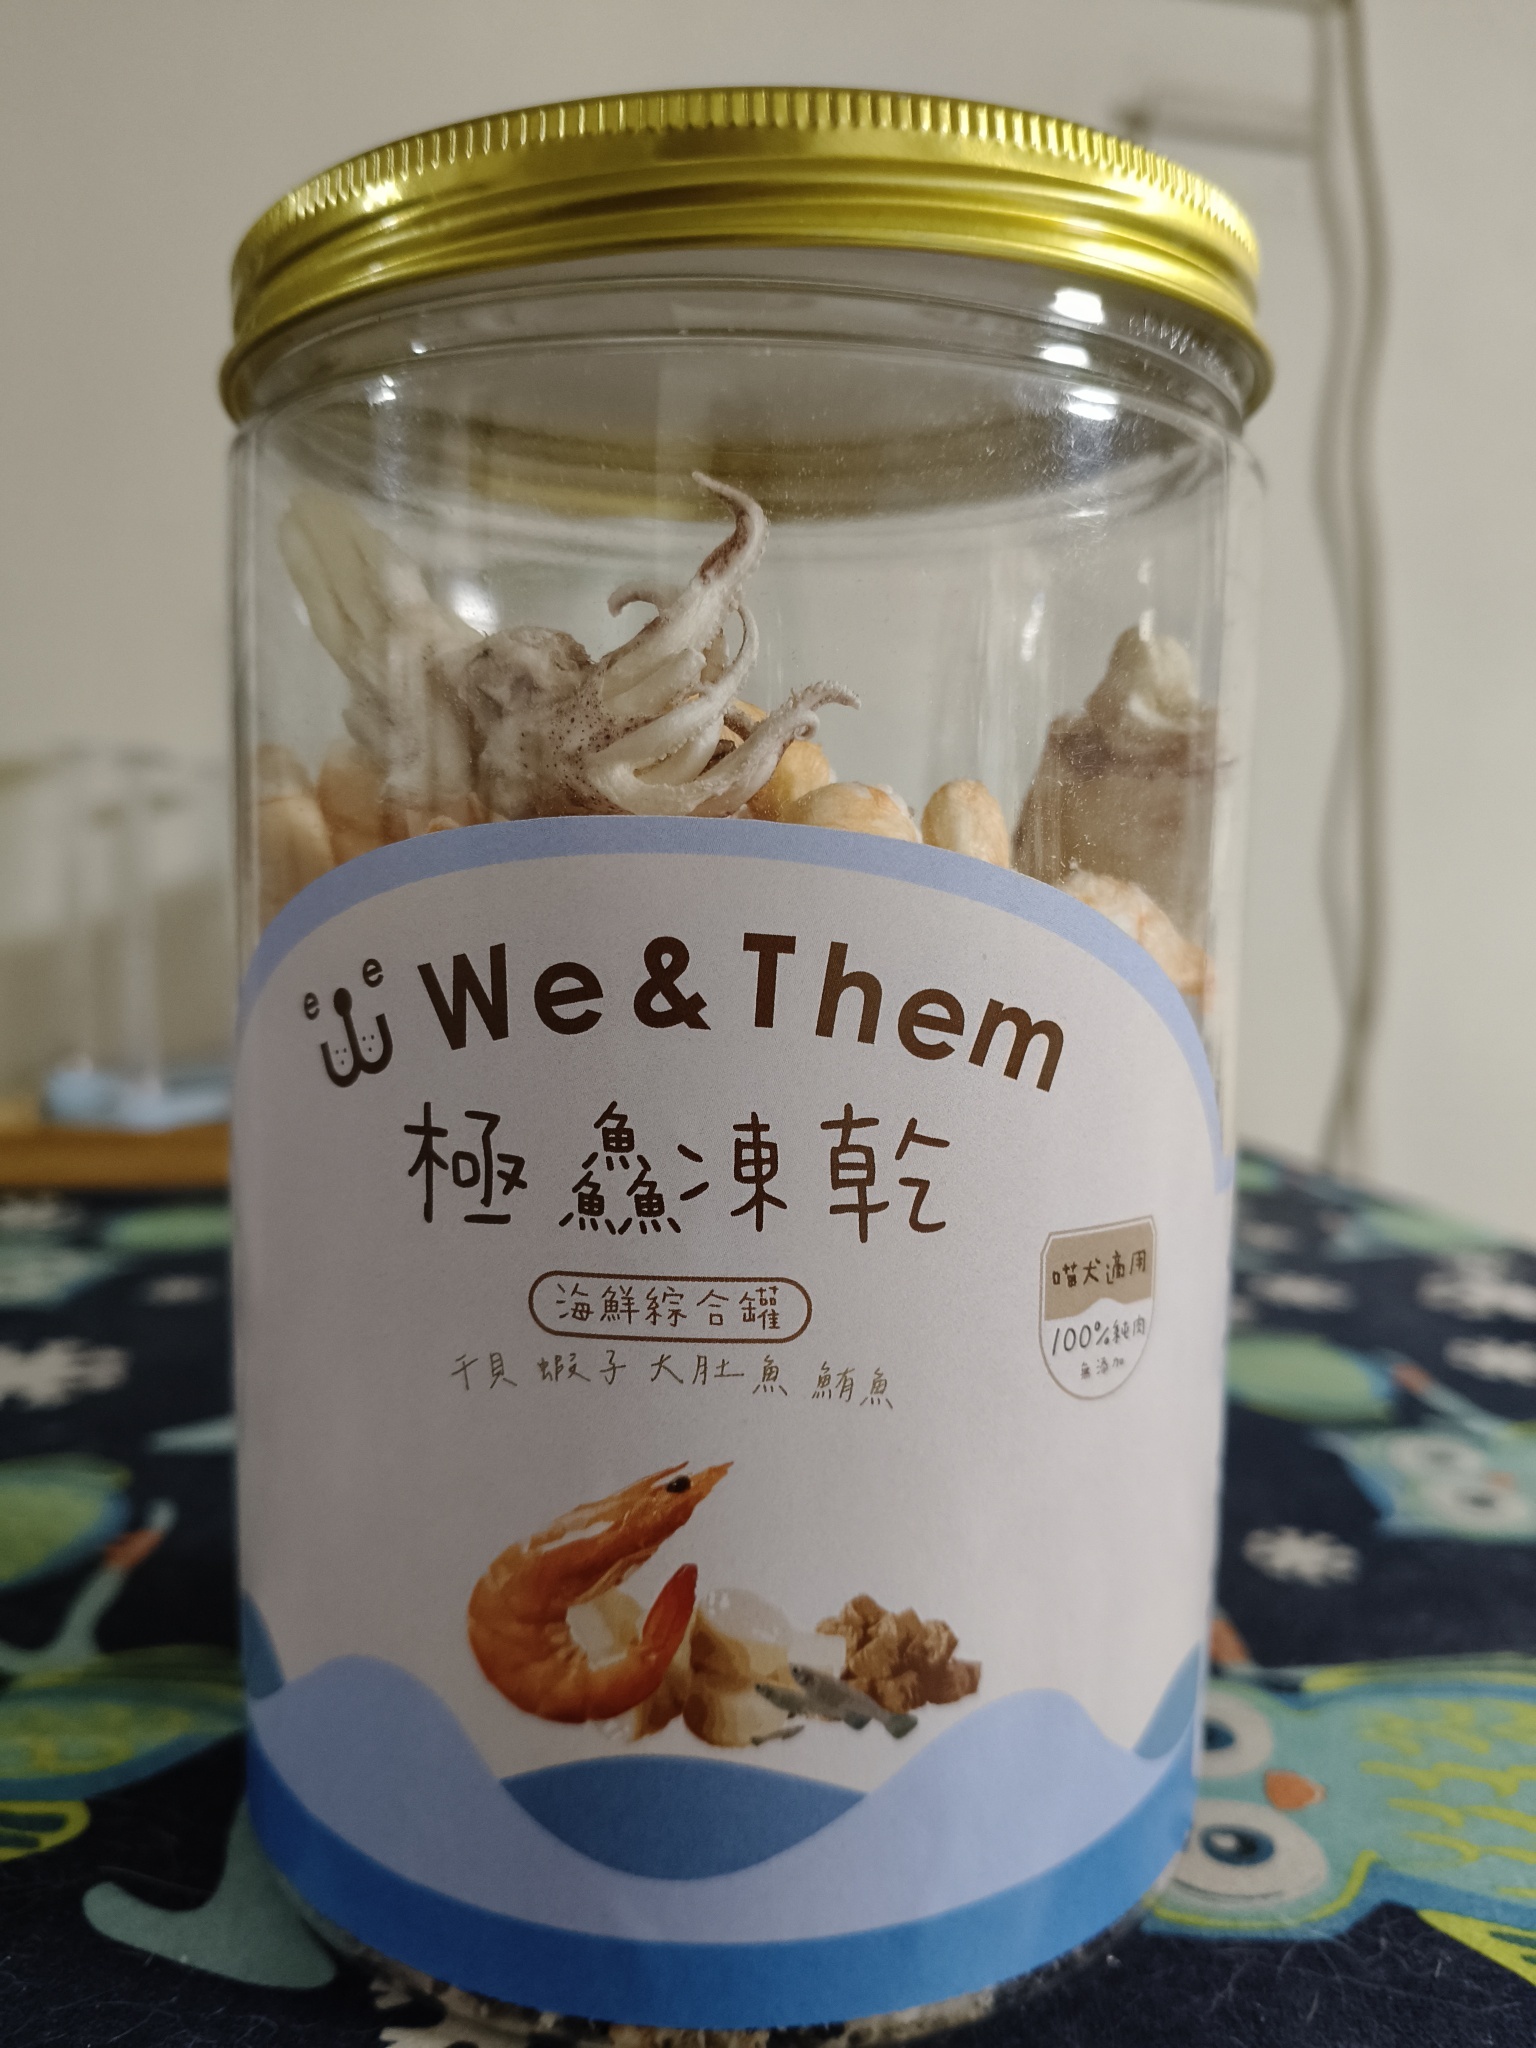 e e
We&Them
極鱻凍乾
海鮮綜合罐
干貝 蝦子 大肚魚 鮪魚
喵犬適用
100%純肉
無添加